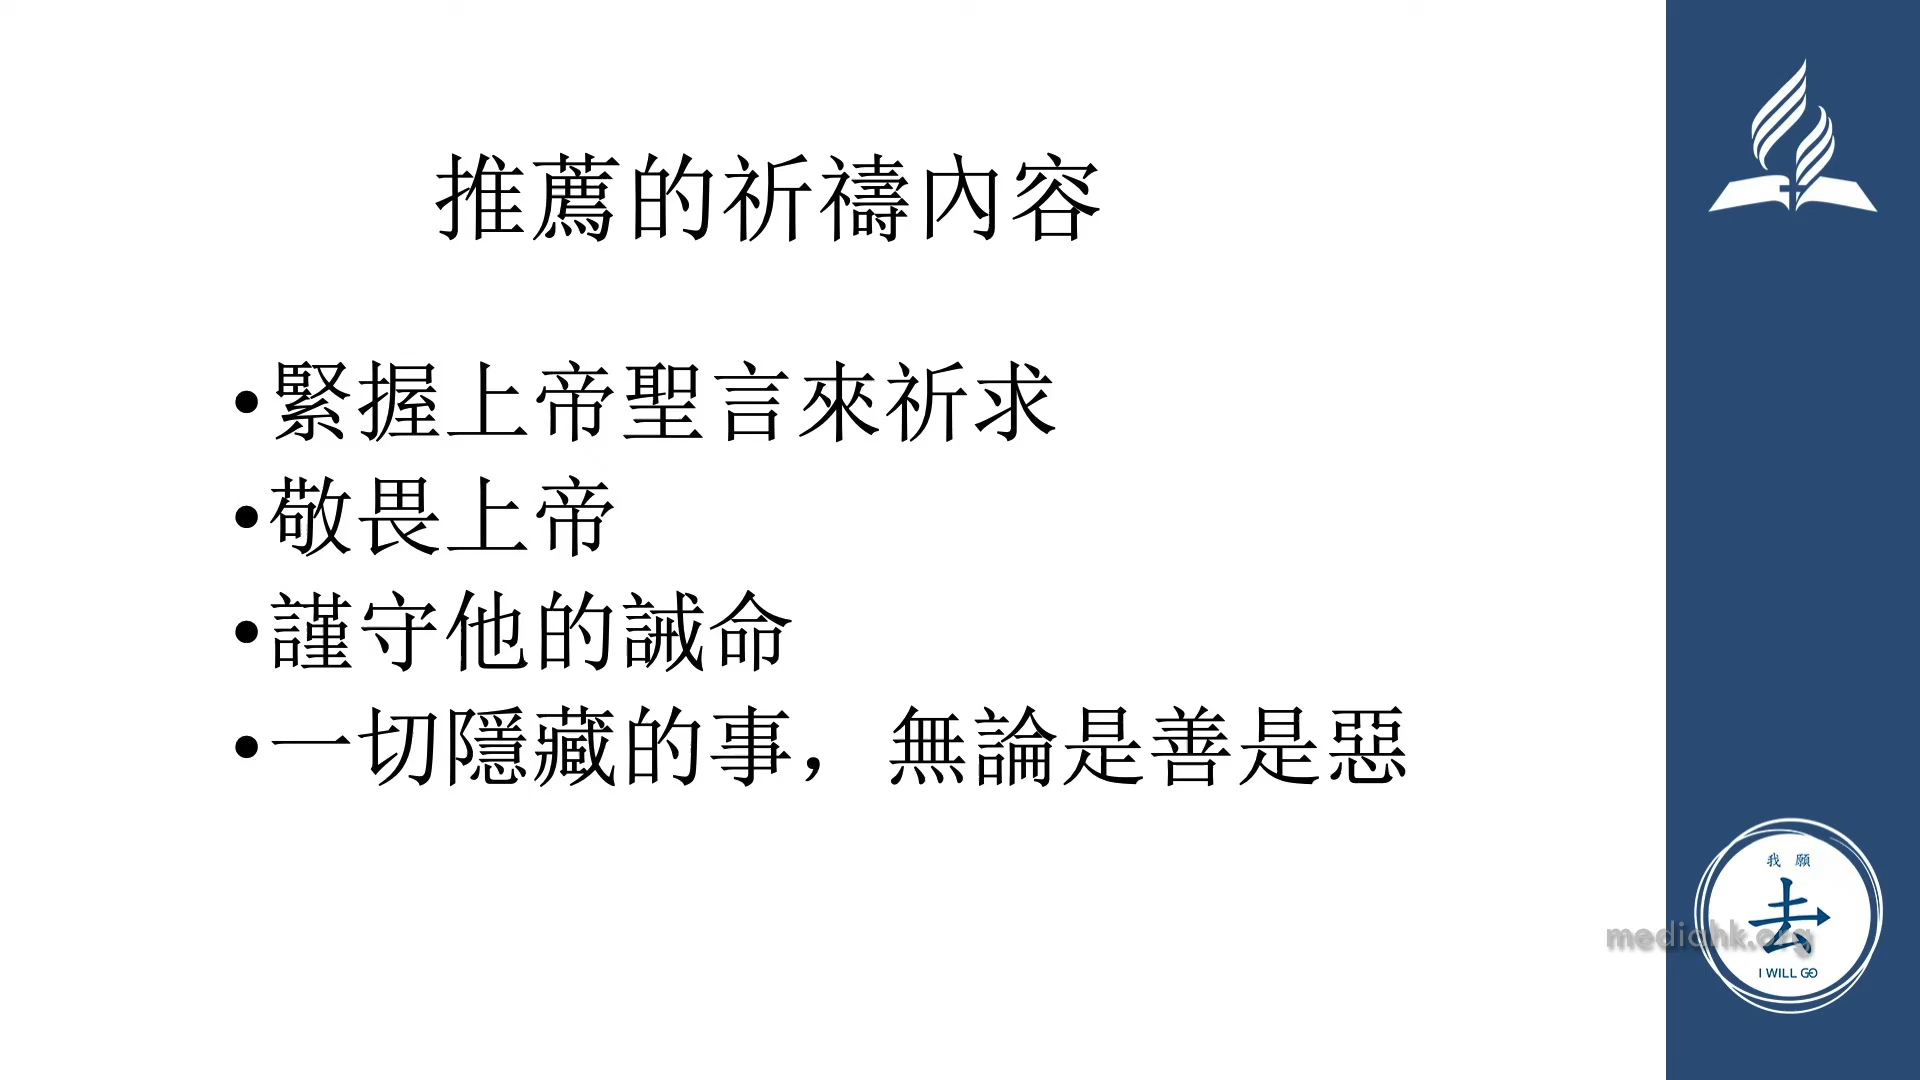 推薦的祈禱內容
•緊握上帝聖言來祈求
•敬畏上帝
•謹守他的誡命
•一切隱藏的事，無論是善是惡
我願
去
I WILL GO
mediahk.org